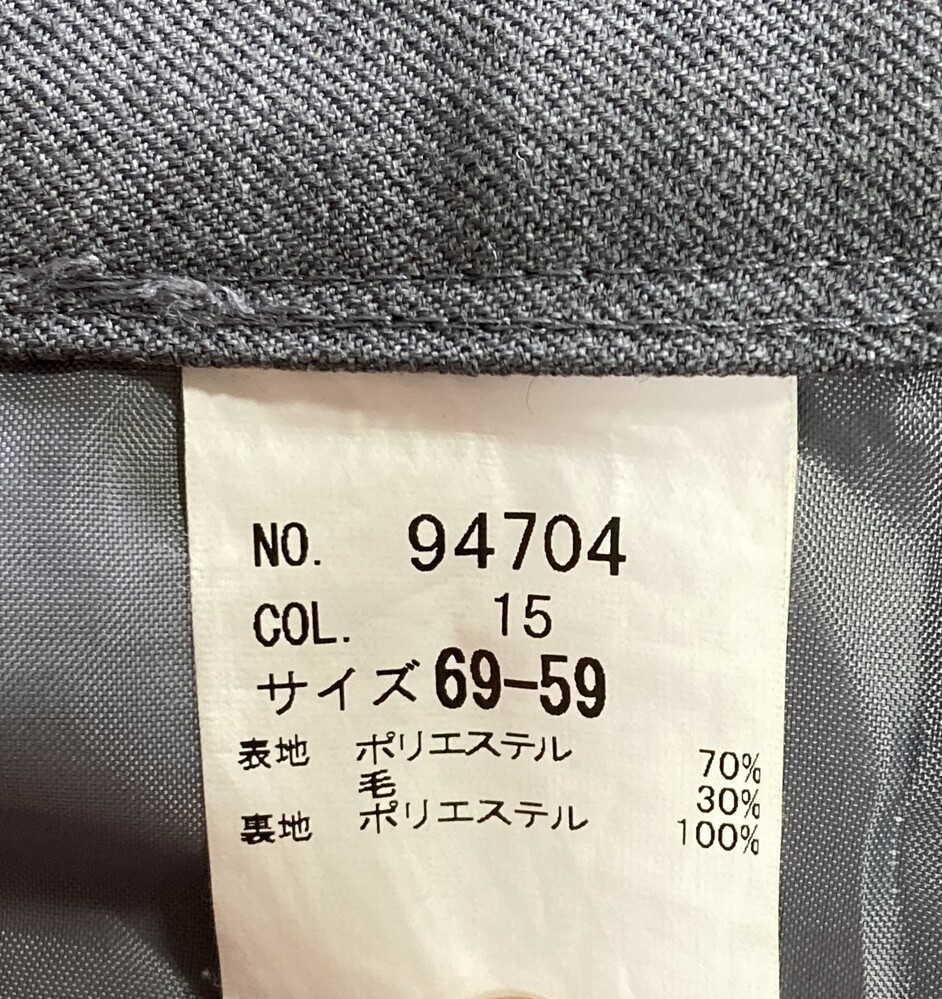 NO. 94704
COL. 15
サイズ 69-59
表地 ポリエステル 70%
毛 30%
裏地 ポリエステル 100%